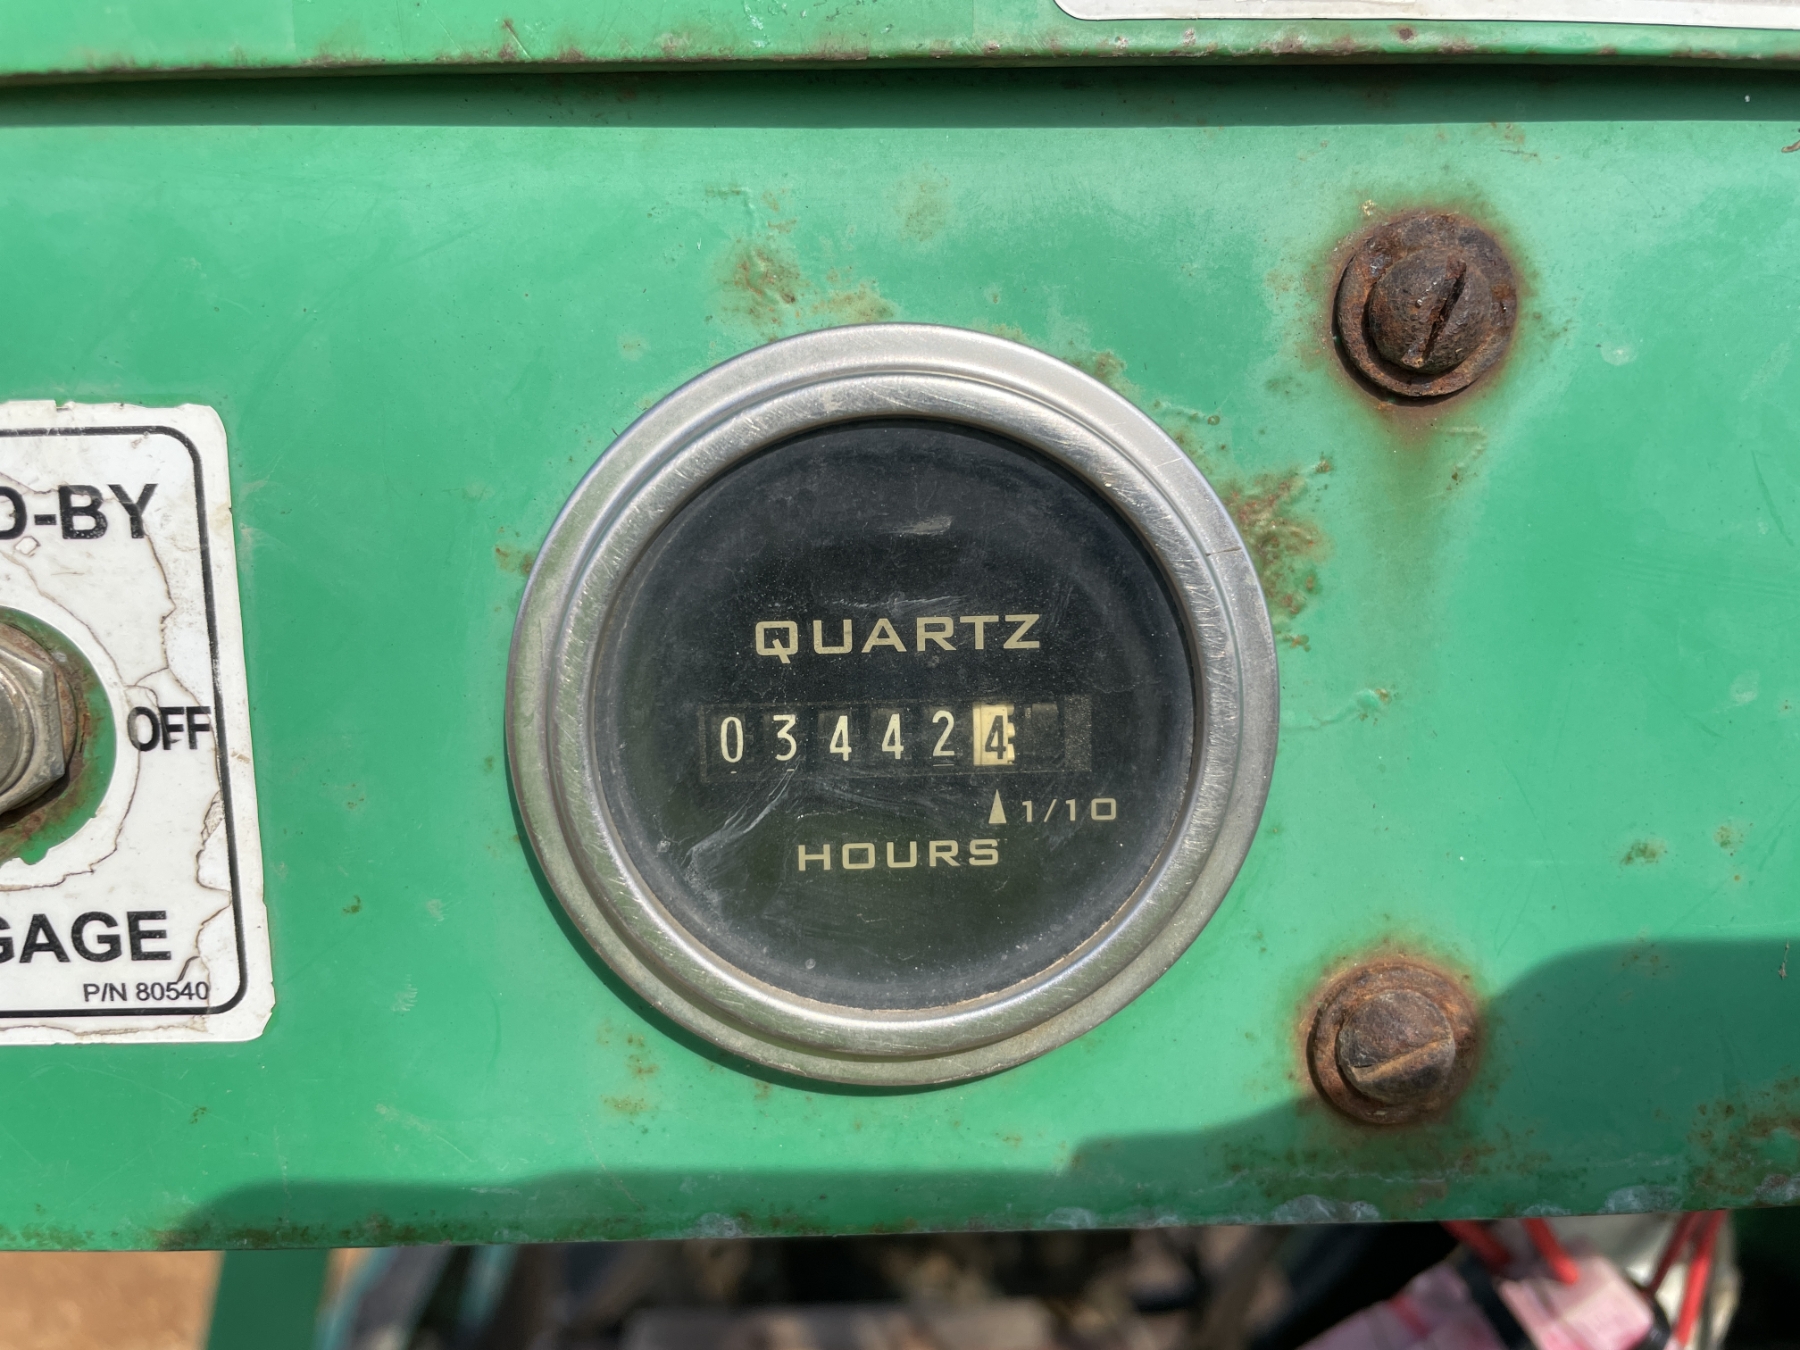 D-BY
OFF
GAGE
P/N 80540
QUARTZ
034424
1/10
HOURS